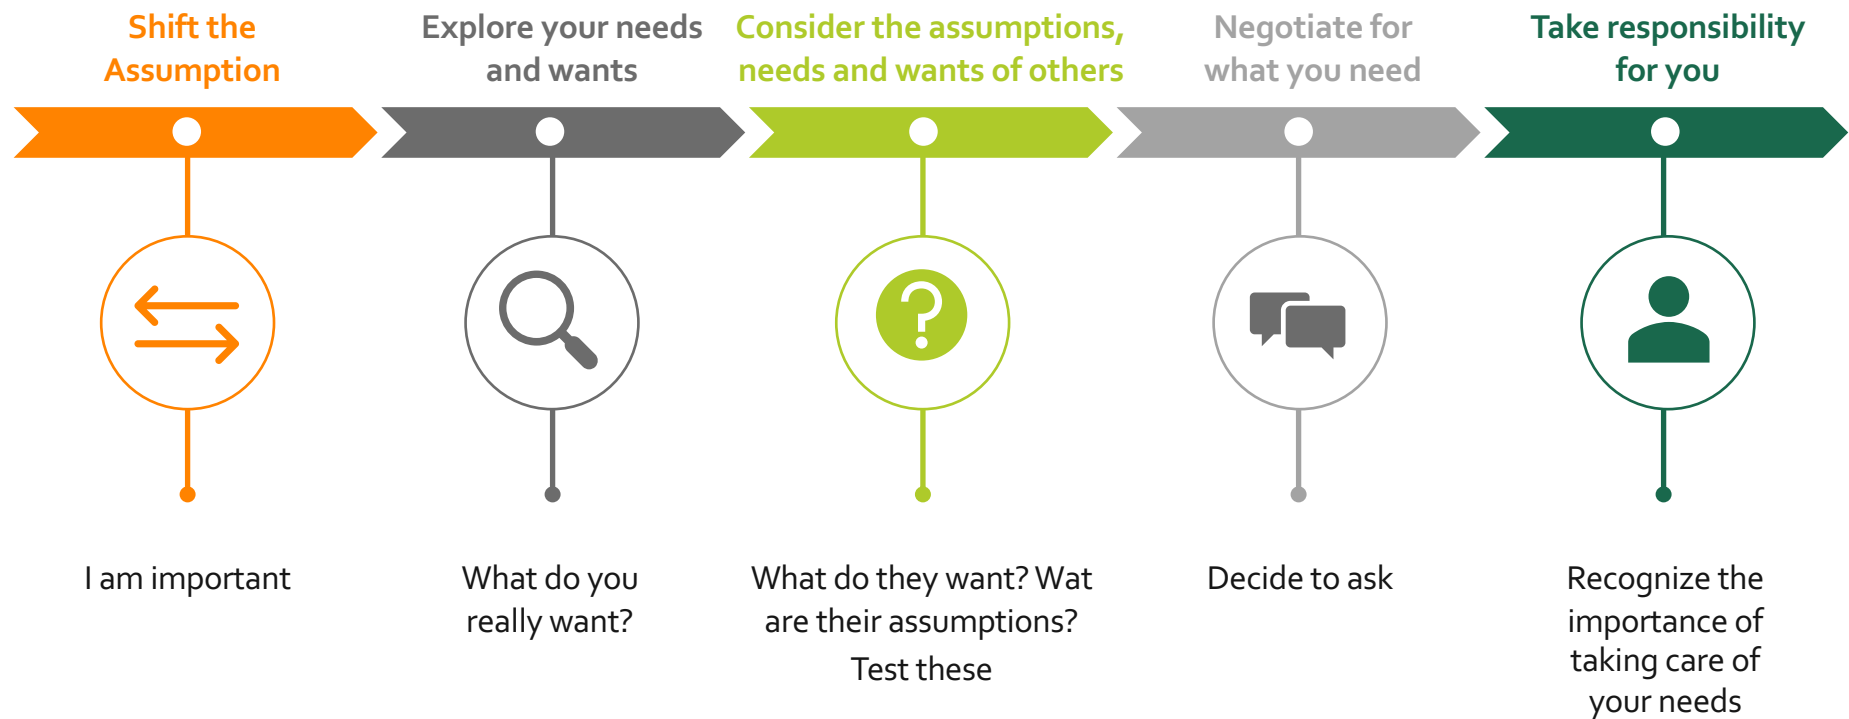 Shift the
Assumption
Explore your needs
and wants
Consider the assumptions,
needs and wants of others
Negotiate for
what you need
Take responsibility
for you
?
I am important
What do you
really want?
What do they want? Wat
are their assumptions?
Test these
Decide to ask
Recognize the
importance of
taking care of
your needs